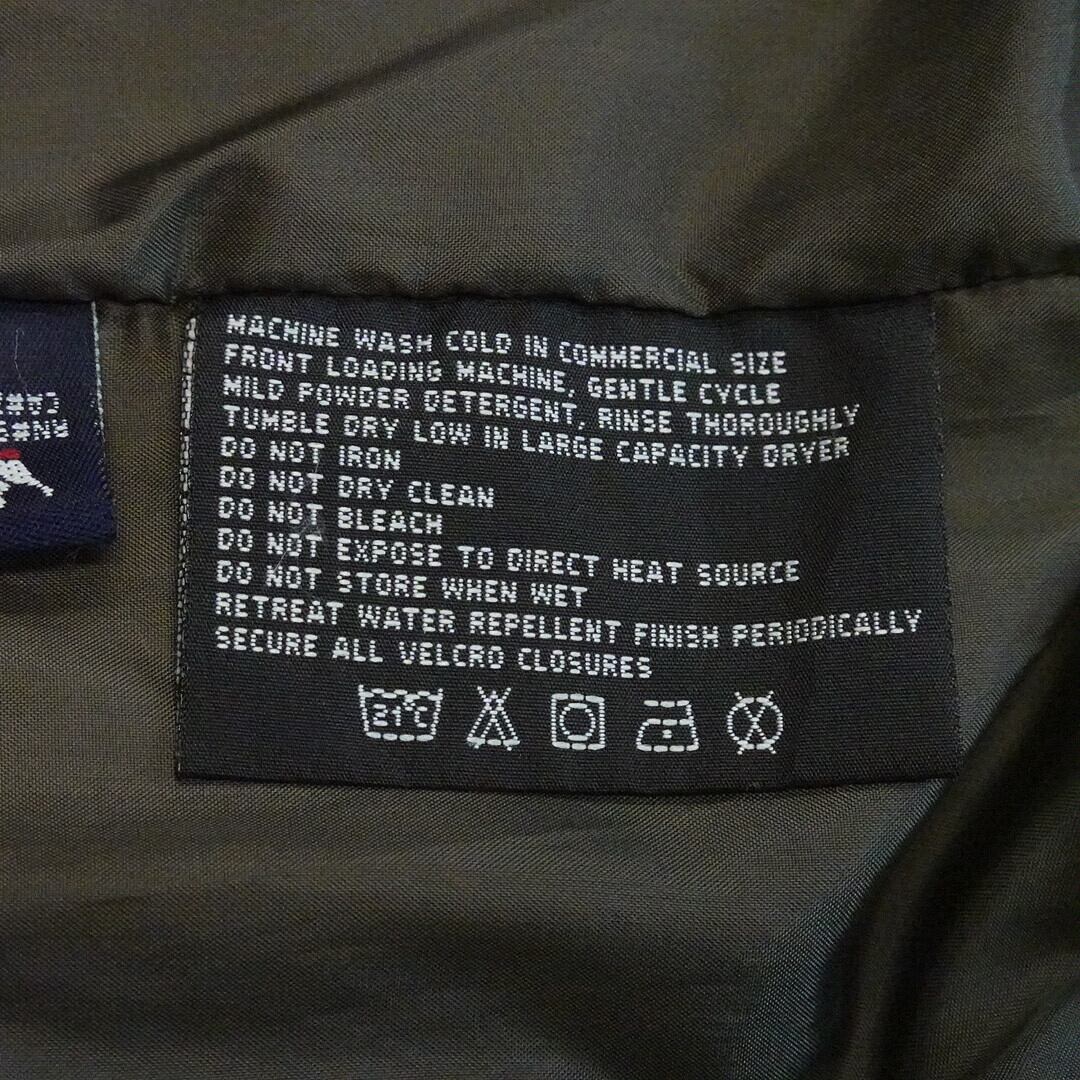 MACHINE WASH COLD IN COMMERCIAL SIZE
FRONT LOADING MACHINE, GENTLE CYCLE
MILD POWDER DETERGENT, RINSE THOROUGHLY
TUMBLE DRY LOW IN LARGE CAPACITY DRYER
DO NOT IRON
DO NOT DRY CLEAN
DO NOT BLEACH
DO NOT EXPOSE TO DIRECT HEAT SOURCE
DO NOT STORE WHEN WET
RETREAT WATER REPELLENT FINISH PERIODICALLY
SECURE ALL VELCRO CLOSURES
21°C